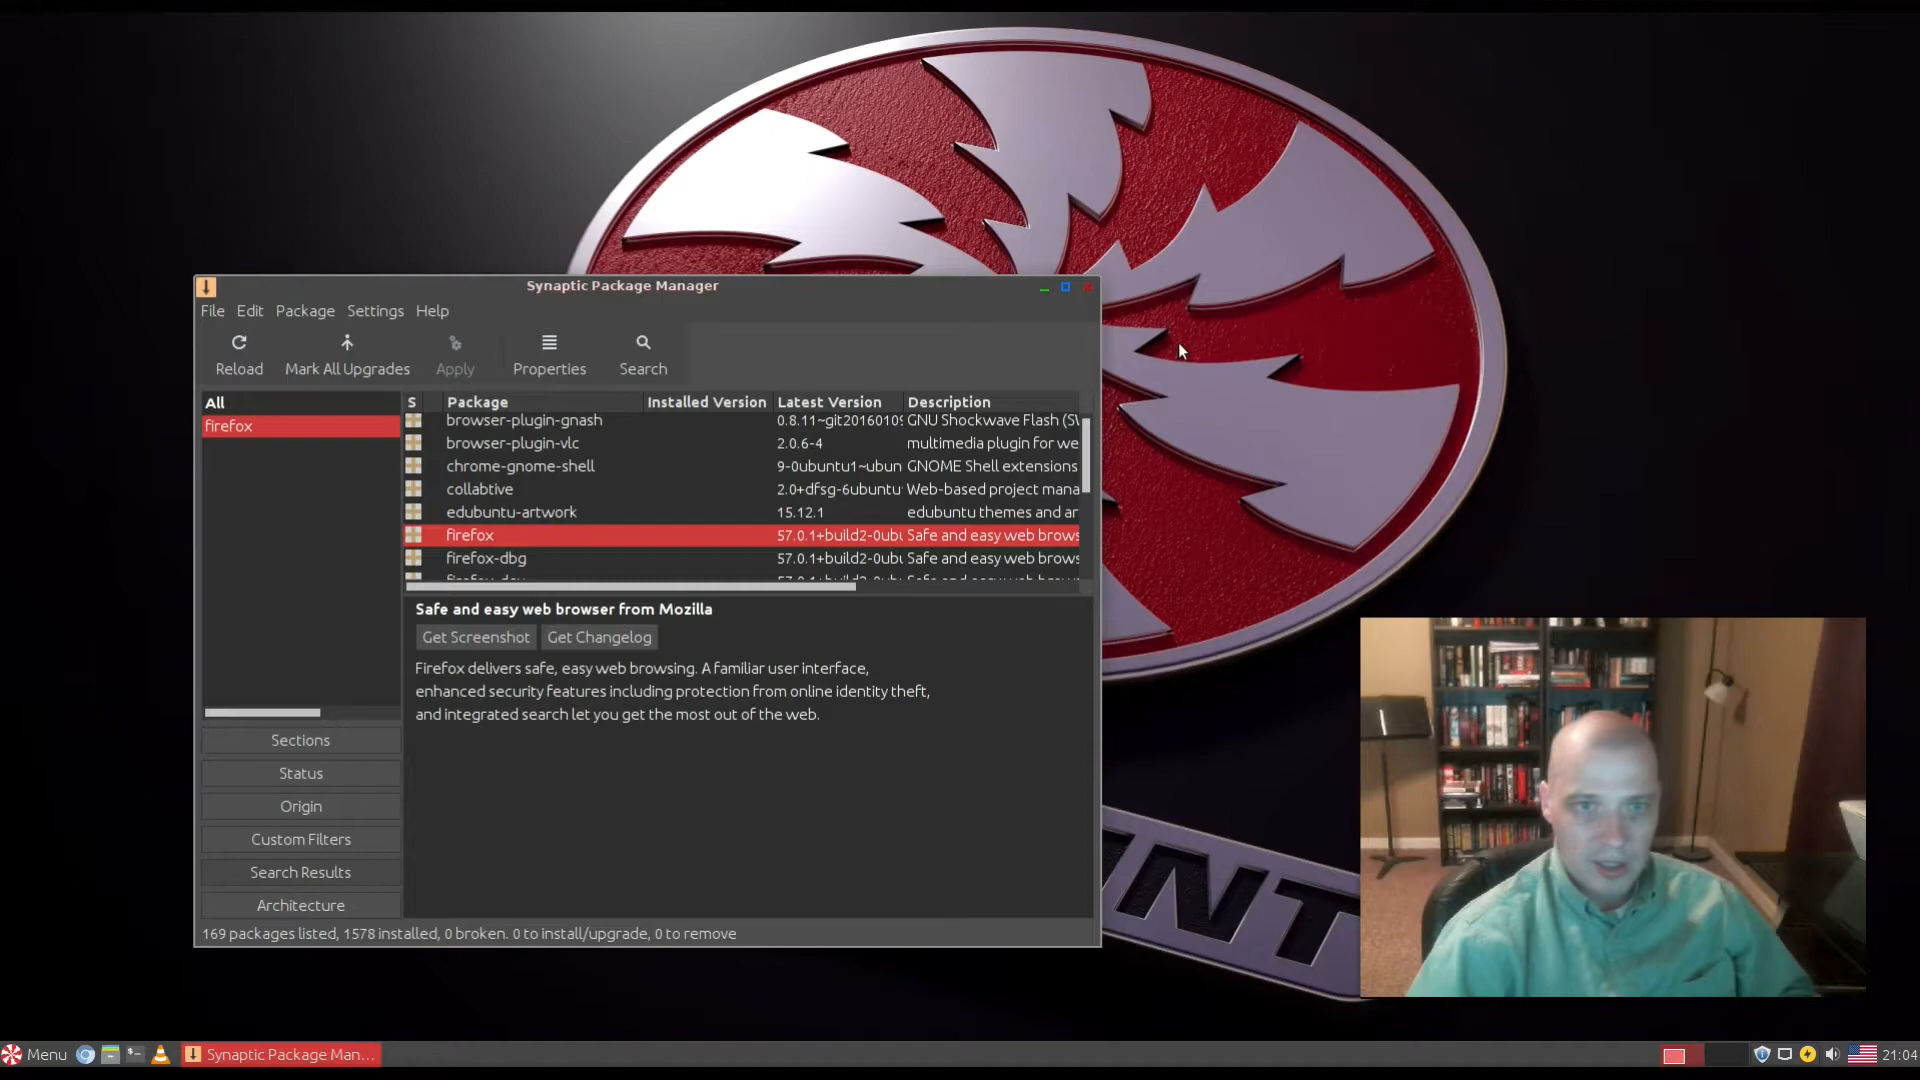 Synaptic Package Manager
File Edit Package Settings Help
Reload Mark All Upgrades Apply Properties Search
All
firefox
S Package Installed Version Latest Version Description
browser-plugin-gnash 0.8.11~git20160109 GNU Shockwave Flash (S
browser-plugin-vlc 2.0.6-4 multimedia plugin for we
chrome-gnome-shell 9-0ubuntu1~ubun GNOME Shell extensions
collabtive 2.0+dfsg-6ubuntu Web-based project mana
edubuntu-artwork 15.12.1 edubuntu themes and ar
firefox 57.0.1+build2-0ubu Safe and easy web brows
firefox-dbg 57.0.1+build2-0ubu Safe and easy web brows
Safe and easy web browser from Mozilla
Get Screenshot Get Changelog
Firefox delivers safe, easy web browsing. A familiar user interface,
enhanced security features including protection from online identity theft,
and integrated search let you get the most out of the web.
Sections
Status
Origin
Custom Filters
Search Results
Architecture
169 packages listed, 1578 installed, 0 broken. 0 to install/upgrade, 0 to remove
INT
Menu Synaptic Package Man... 21:04